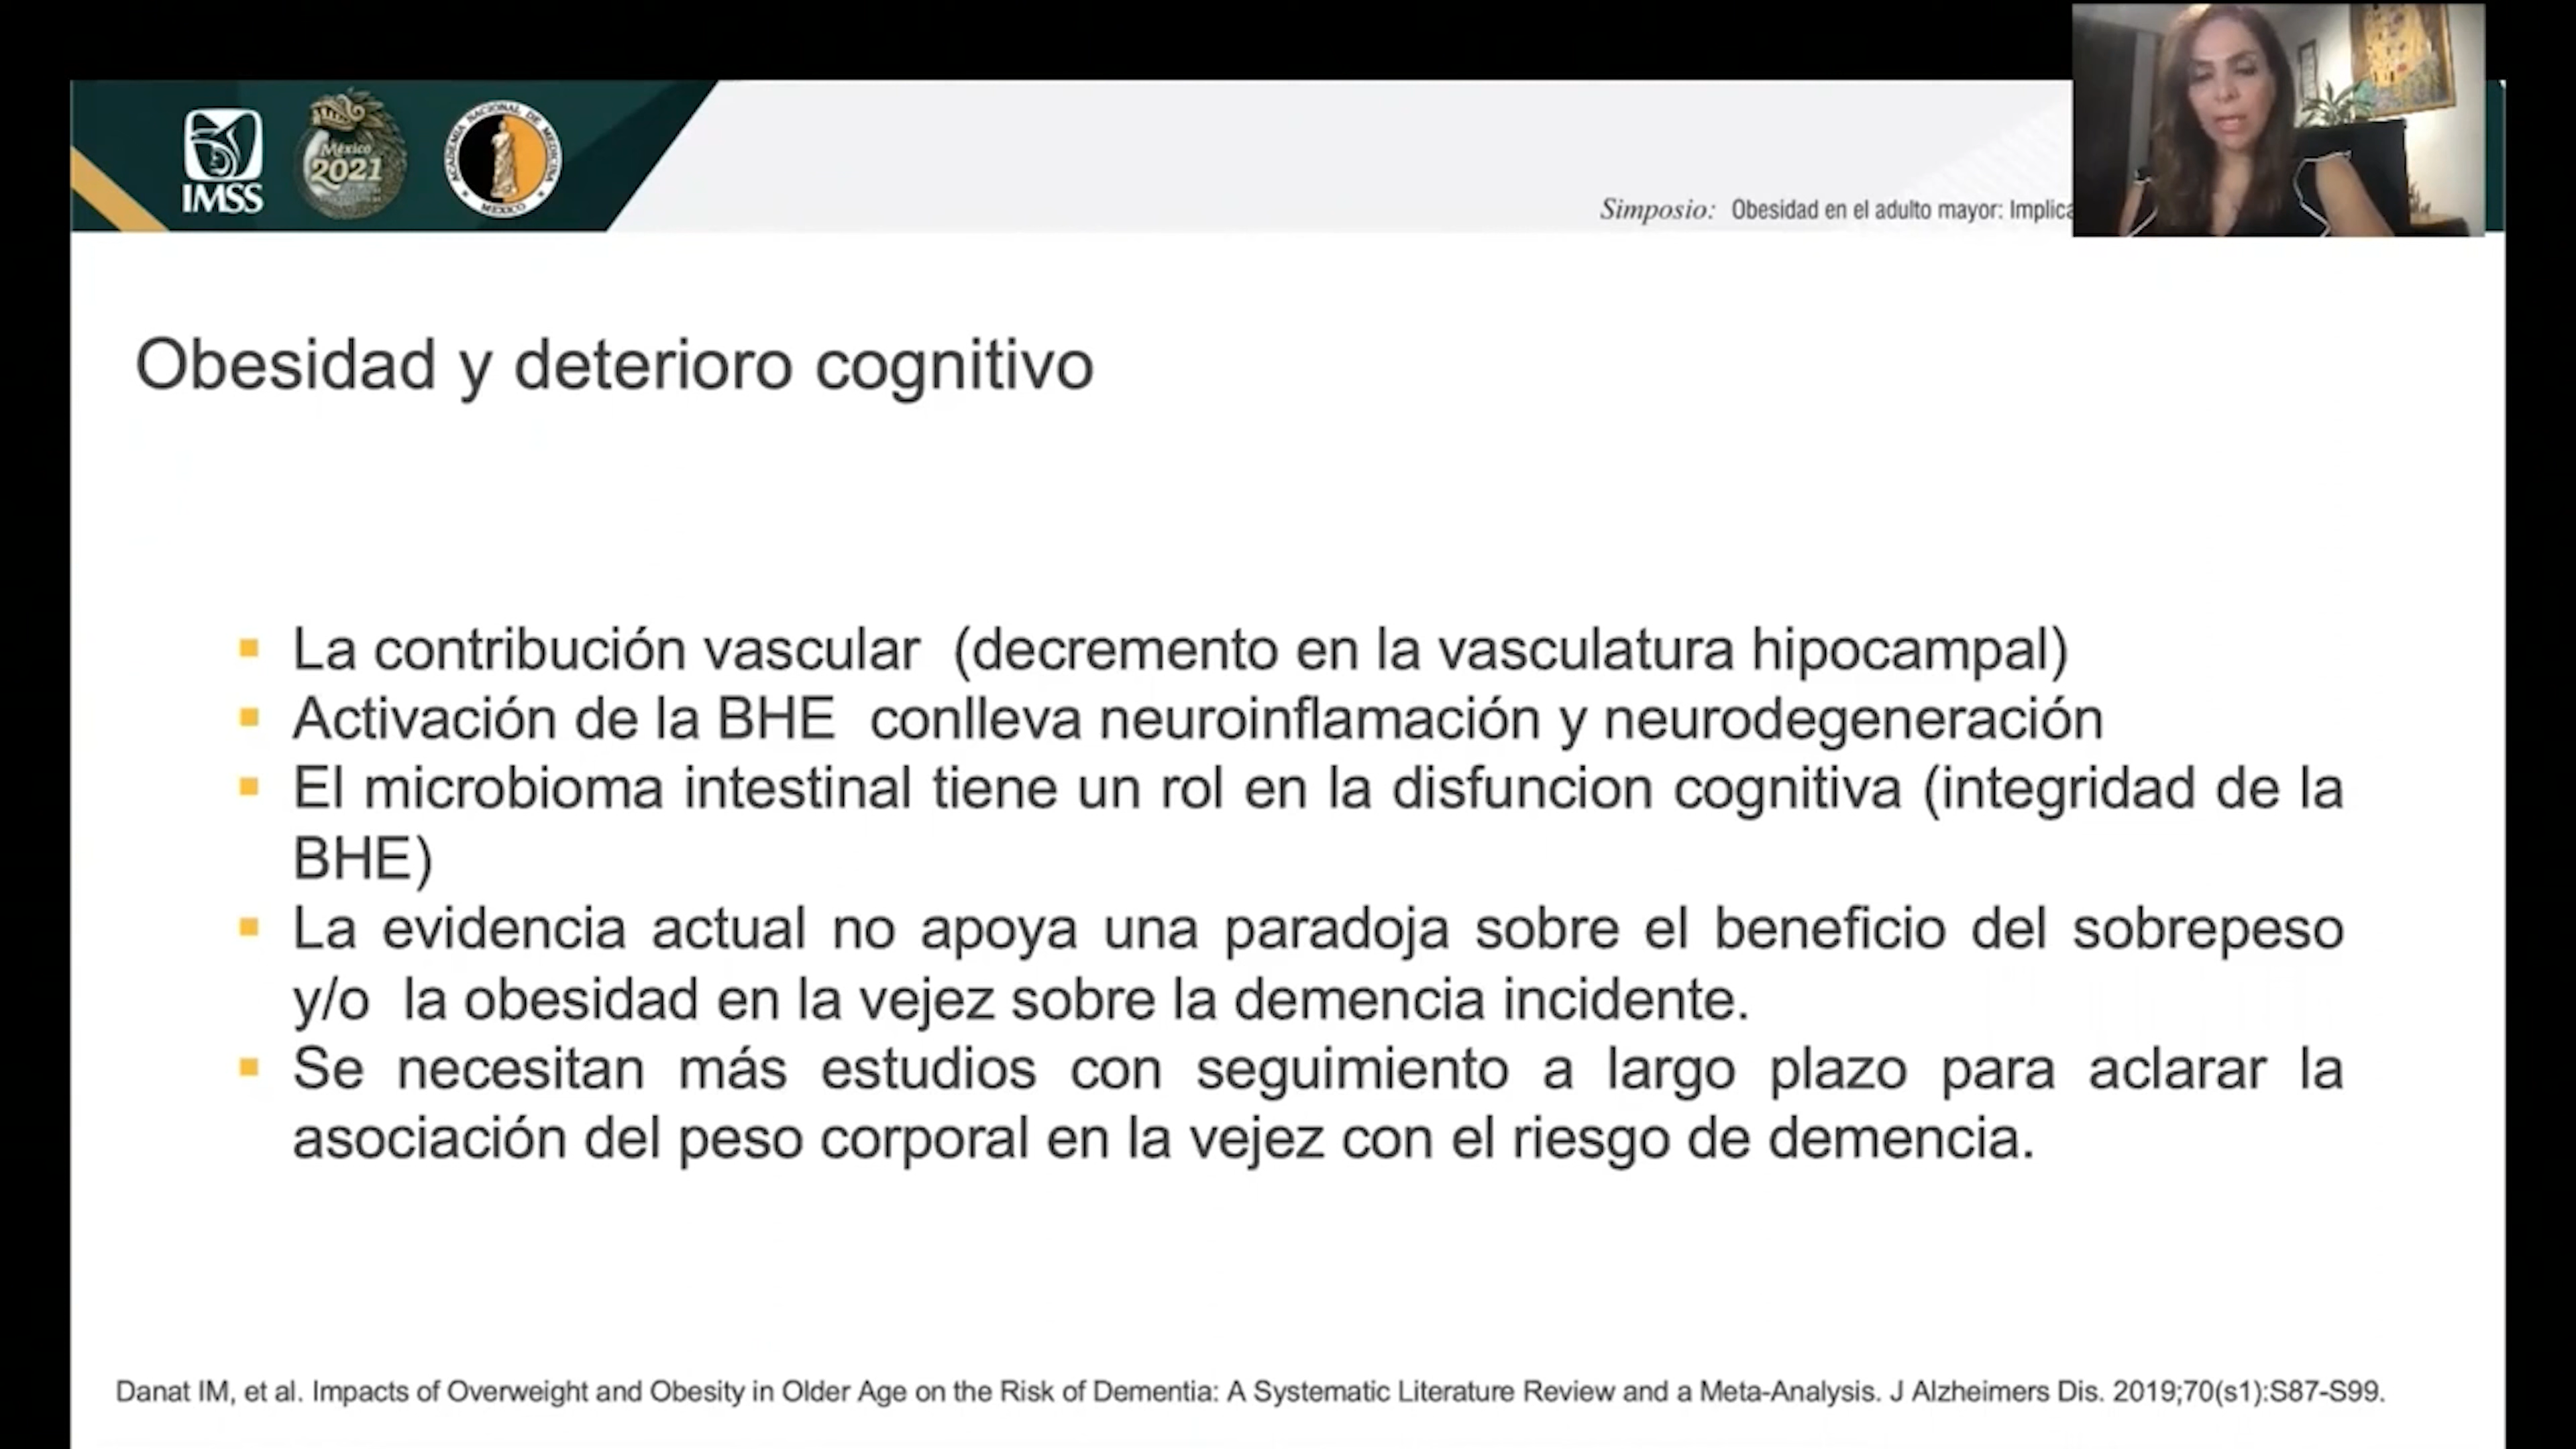 IMSS
México
2021
ACADEMIA NACIONAL DE MEDICINA
MEXICO
Simposio: Obesidad en el adulto mayor:
Obesidad y deterioro cognitivo
La contribución vascular (decremento en la vasculatura hipocampal)
Activación de la BHE conlleva neuroinflamación y neurodegeneración
El microbioma intestinal tiene un rol en la disfuncion cognitiva (integridad de la
BHE)
La evidencia actual no apoya una paradoja sobre el beneficio del sobrepeso
y/o la obesidad en la vejez sobre la demencia incidente.
Se necesitan más estudios con seguimiento a largo plazo para aclarar la
asociación del peso corporal en la vejez con el riesgo de demencia.
Danat IM, et al. Impacts of Overweight and Obesity in Older Age on the Risk of Dementia: A Systematic Literature Review and a Meta-Analysis. J Alzheimers Dis. 2019;70(s1):S87-S99.